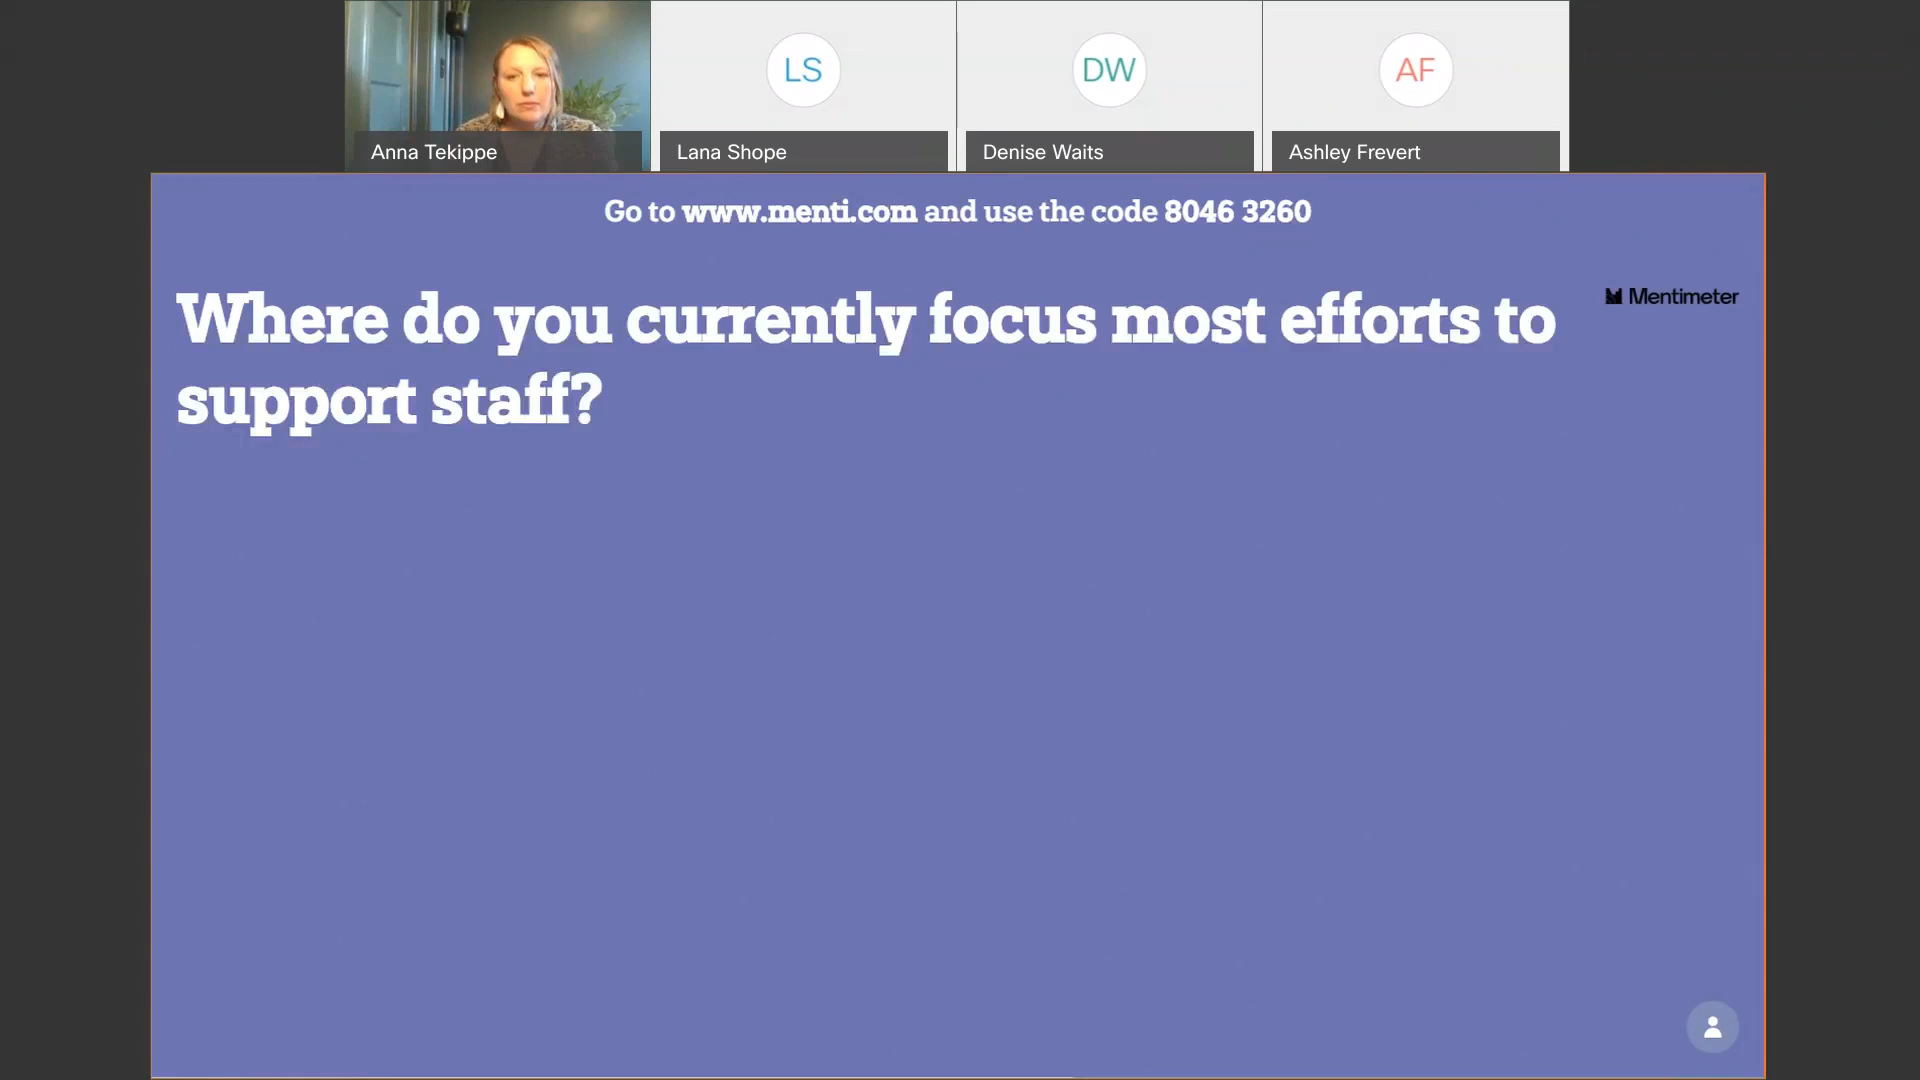 LS
DW
AF
Anna Tekippe
Lana Shope
Denise Waits
Ashley Frevert
Go to www.menti.com and use the code 8046 3260
Where do you currently focus most efforts to
support staff?
Mentimeter